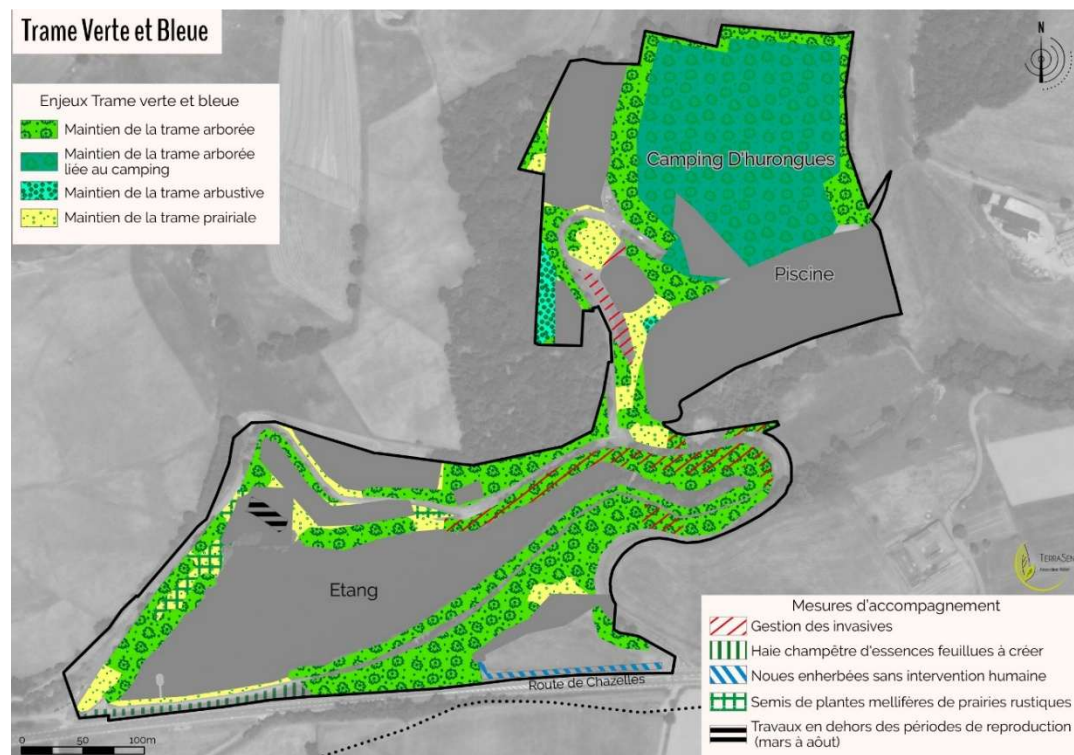 Trame Verte et Bleue
N
Enjeux Trame verte et bleue
Maintien de la trame arborée
Maintien de la trame arborée
liée au camping
Maintien de la trame arbustive
Maintien de la trame prairiale
Camping D'hurongues
Piscine
Etang
Route de Chazelles
Mesures d'accompagnement
Gestion des invasives
Haie champêtre d'essences feuillues à créer
Noues enherbées sans intervention humaine
Semis de plantes mellifères de prairies rustiques
Travaux en dehors des périodes de reproduction
(mars à aôut)
0 50 100m